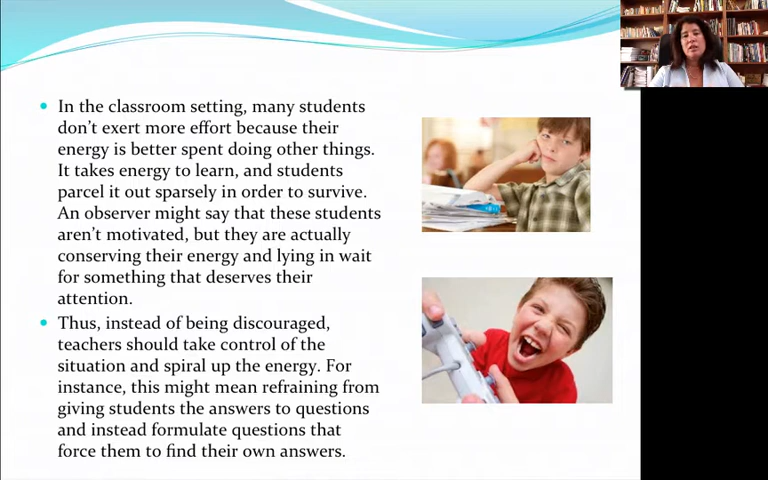 In the classroom setting, many students
don't exert more effort because their
energy is better spent doing other things.
It takes energy to learn, and students
parcel it out sparsely in order to survive.
An observer might say that these students
aren't motivated, but they are actually
conserving their energy and lying in wait
for something that deserves their
attention.
Thus, instead of being discouraged,
teachers should take control of the
situation and spiral up the energy. For
instance, this might mean refraining from
giving students the answers to questions
and instead formulate questions that
force them to find their own answers.